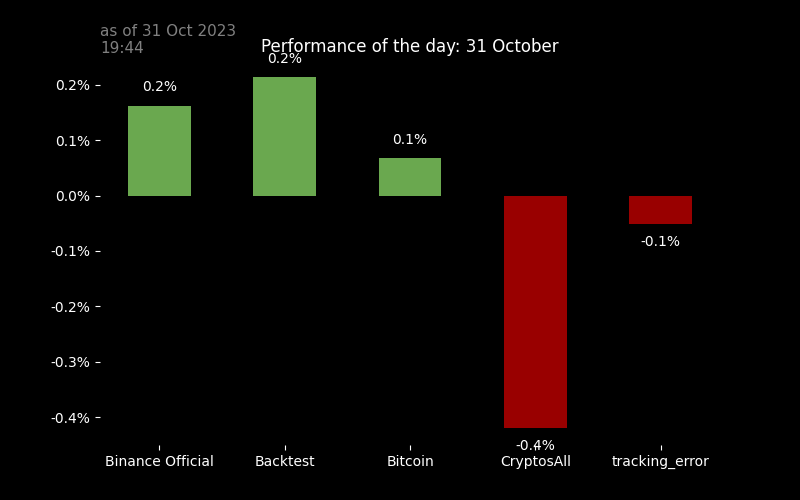 as of 31 Oct 2023
19:44
Performance of the day: 31 October
0.2%
0.2%
0.2%
0.1%
0.1%
0.0%
-0.1%
-0.1%
-0.2%
-0.3%
-0.4%
-0.4%
Binance Official
Backtest
Bitcoin
CryptosAll
tracking_error